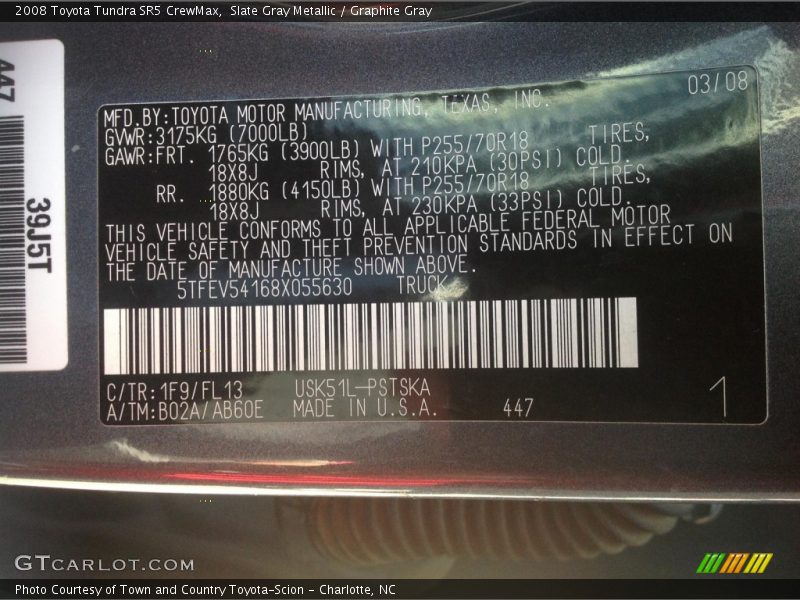 2008 Toyota Tundra SR5 CrewMax, Slate Gray Metallic / Graphite Gray
447
39J5T
03/08
MFD.BY:TOYOTA MOTOR MANUFACTURING, TEXAS, INC.
GVWR:3175KG (7000LB)
GAWR:FRT. 1765KG (3900LB) WITH P255/70R18 TIRES,
18X8J RIMS, AT 210KPA (30PSI) COLD.
RR. 1880KG (4150LB) WITH P255/70R18 TIRES,
18X8J RIMS, AT 230KPA (33PSI) COLD.
THIS VEHICLE CONFORMS TO ALL APPLICABLE FEDERAL MOTOR
VEHICLE SAFETY AND THEFT PREVENTION STANDARDS IN EFFECT ON
THE DATE OF MANUFACTURE SHOWN ABOVE.
5TFEV54168X055630 TRUCK
C/TR:1F9/FL13 USK51L-PSTSKA
A/TM:B02A/AB60E MADE IN U.S.A. 447
1
GTCARLOT.COM
Photo Courtesy of Town and Country Toyota-Scion - Charlotte, NC